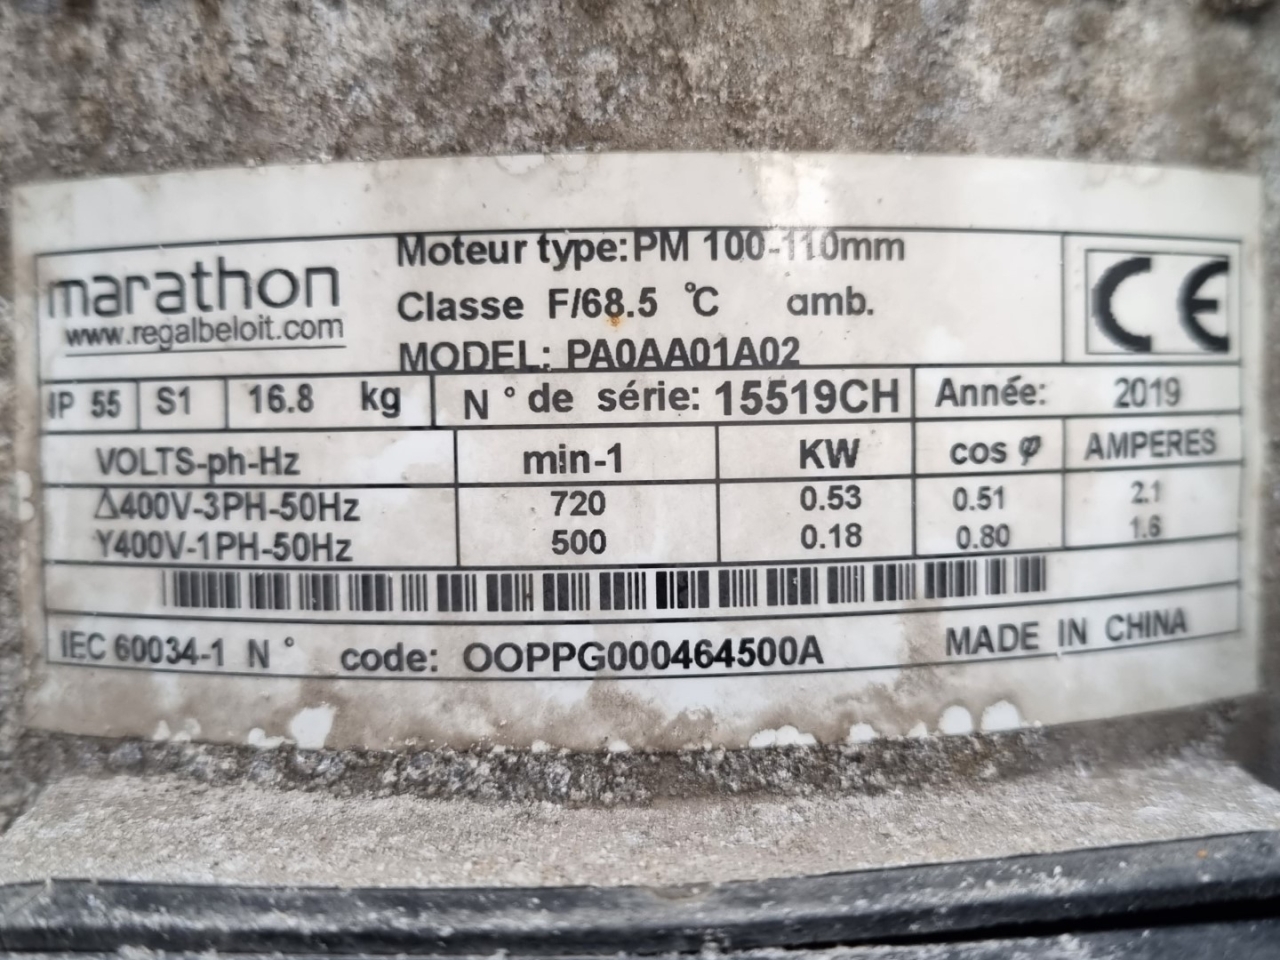 marathon
www.regalbeloit.com
Moteur type:PM 100-110mm
Classe F/68.5 ℃ amb.
MODEL: PA0AA01A02
CE
IP 55 S1 16.8 kg N° de série: 15519CH Année: 2019
VOLTS-ph-Hz min-1 KW cos φ AMPERES
Δ400V-3PH-50Hz 720 0.53 0.51 2.1
Y400V-1PH-50Hz 500 0.18 0.80 1.6
IEC 60034-1 N° code: OOPPG000464500A MADE IN CHINA